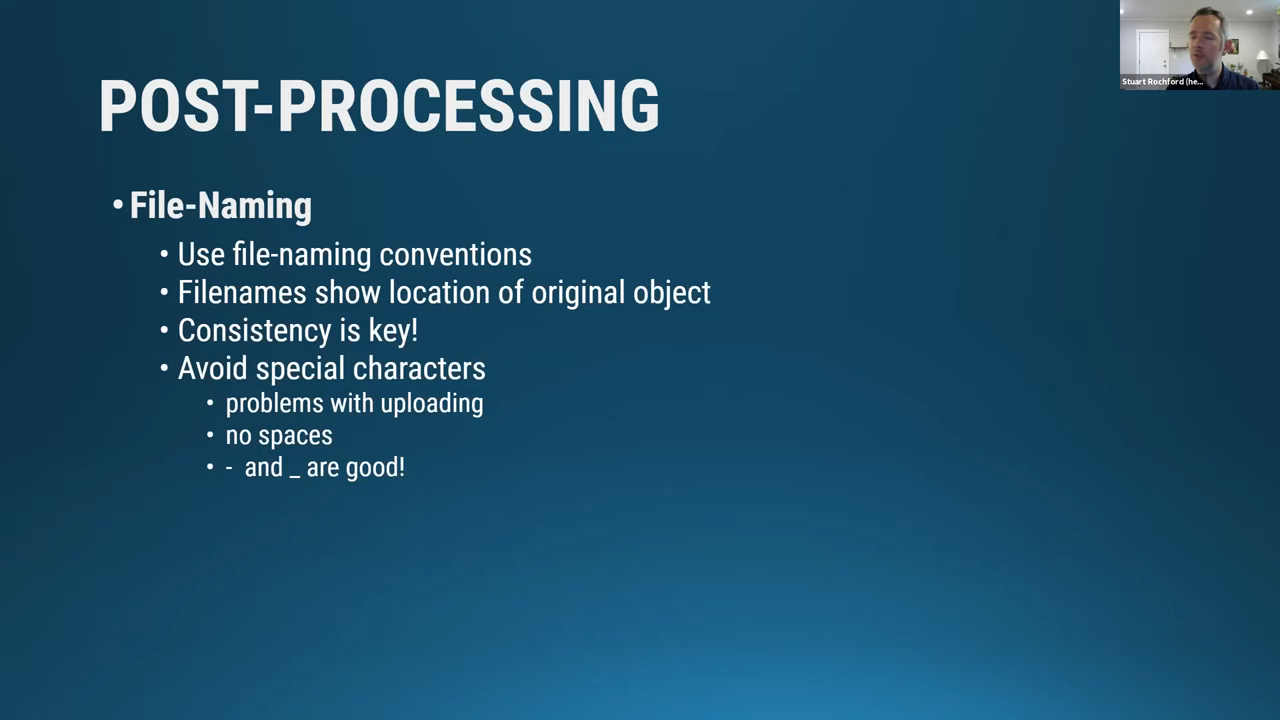 POST-PROCESSING
Stuart Rochford (he...
• File-Naming
• Use file-naming conventions
• Filenames show location of original object
• Consistency is key!
• Avoid special characters
• problems with uploading
• no spaces
• - and _ are good!